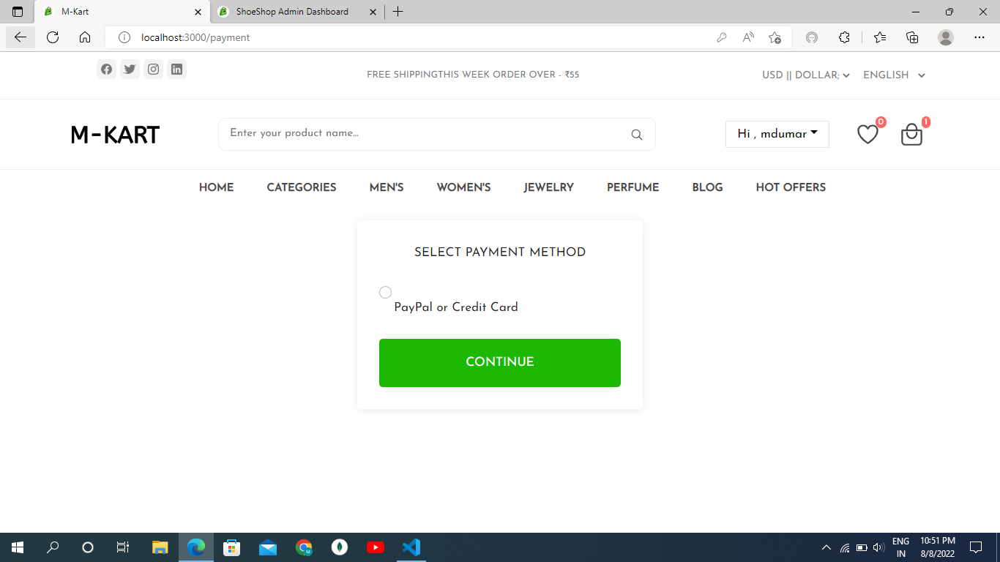 M-Kart
ShoeShop Admin Dashboard
localhost:3000/payment
FREE SHIPPINGTHIS WEEK ORDER OVER - ₹55
USD || DOLLAR;
ENGLISH
M-KART
Enter your product name...
Hi , mdumar
0
1
HOME
CATEGORIES
MEN'S
WOMEN'S
JEWELRY
PERFUME
BLOG
HOT OFFERS
SELECT PAYMENT METHOD
PayPal or Credit Card
CONTINUE
ENG
IN
10:51 PM
8/8/2022